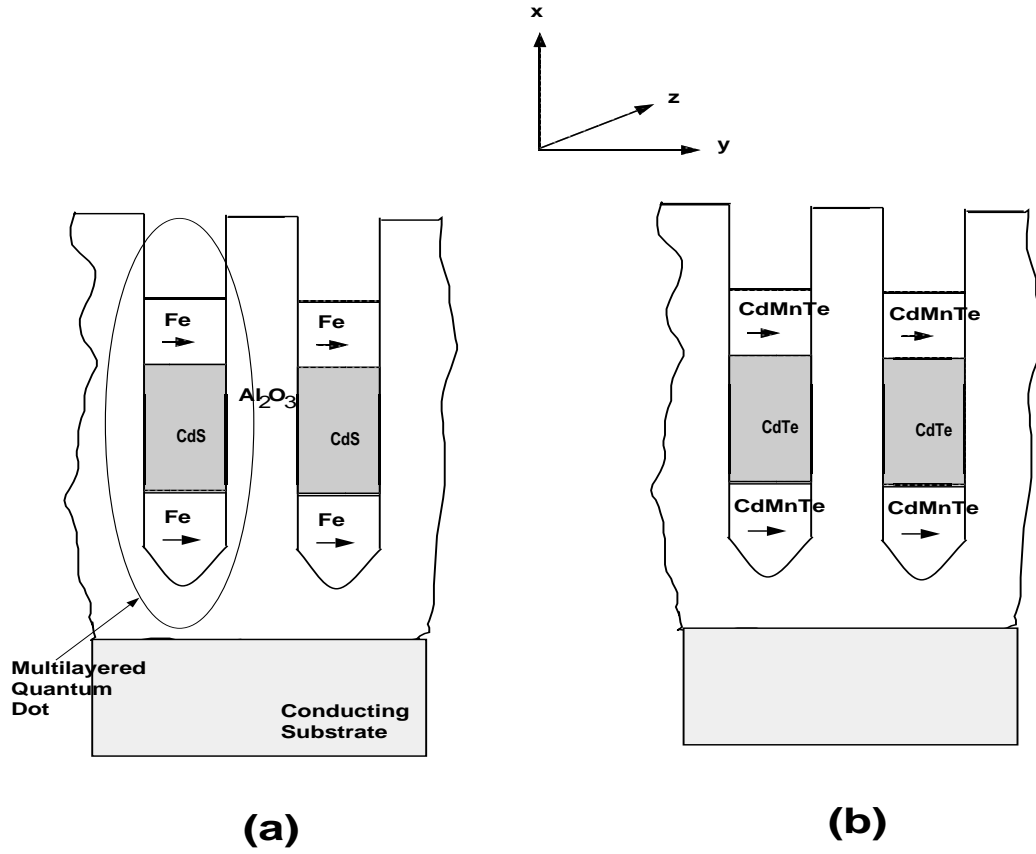 x
z
y
Fe
Fe
CdMnTe
CdMnTe
Al2O3
CdS
CdS
CdTe
CdTe
Fe
Fe
CdMnTe
CdMnTe
Multilayered
Quantum
Dot
Conducting
Substrate
(a)
(b)